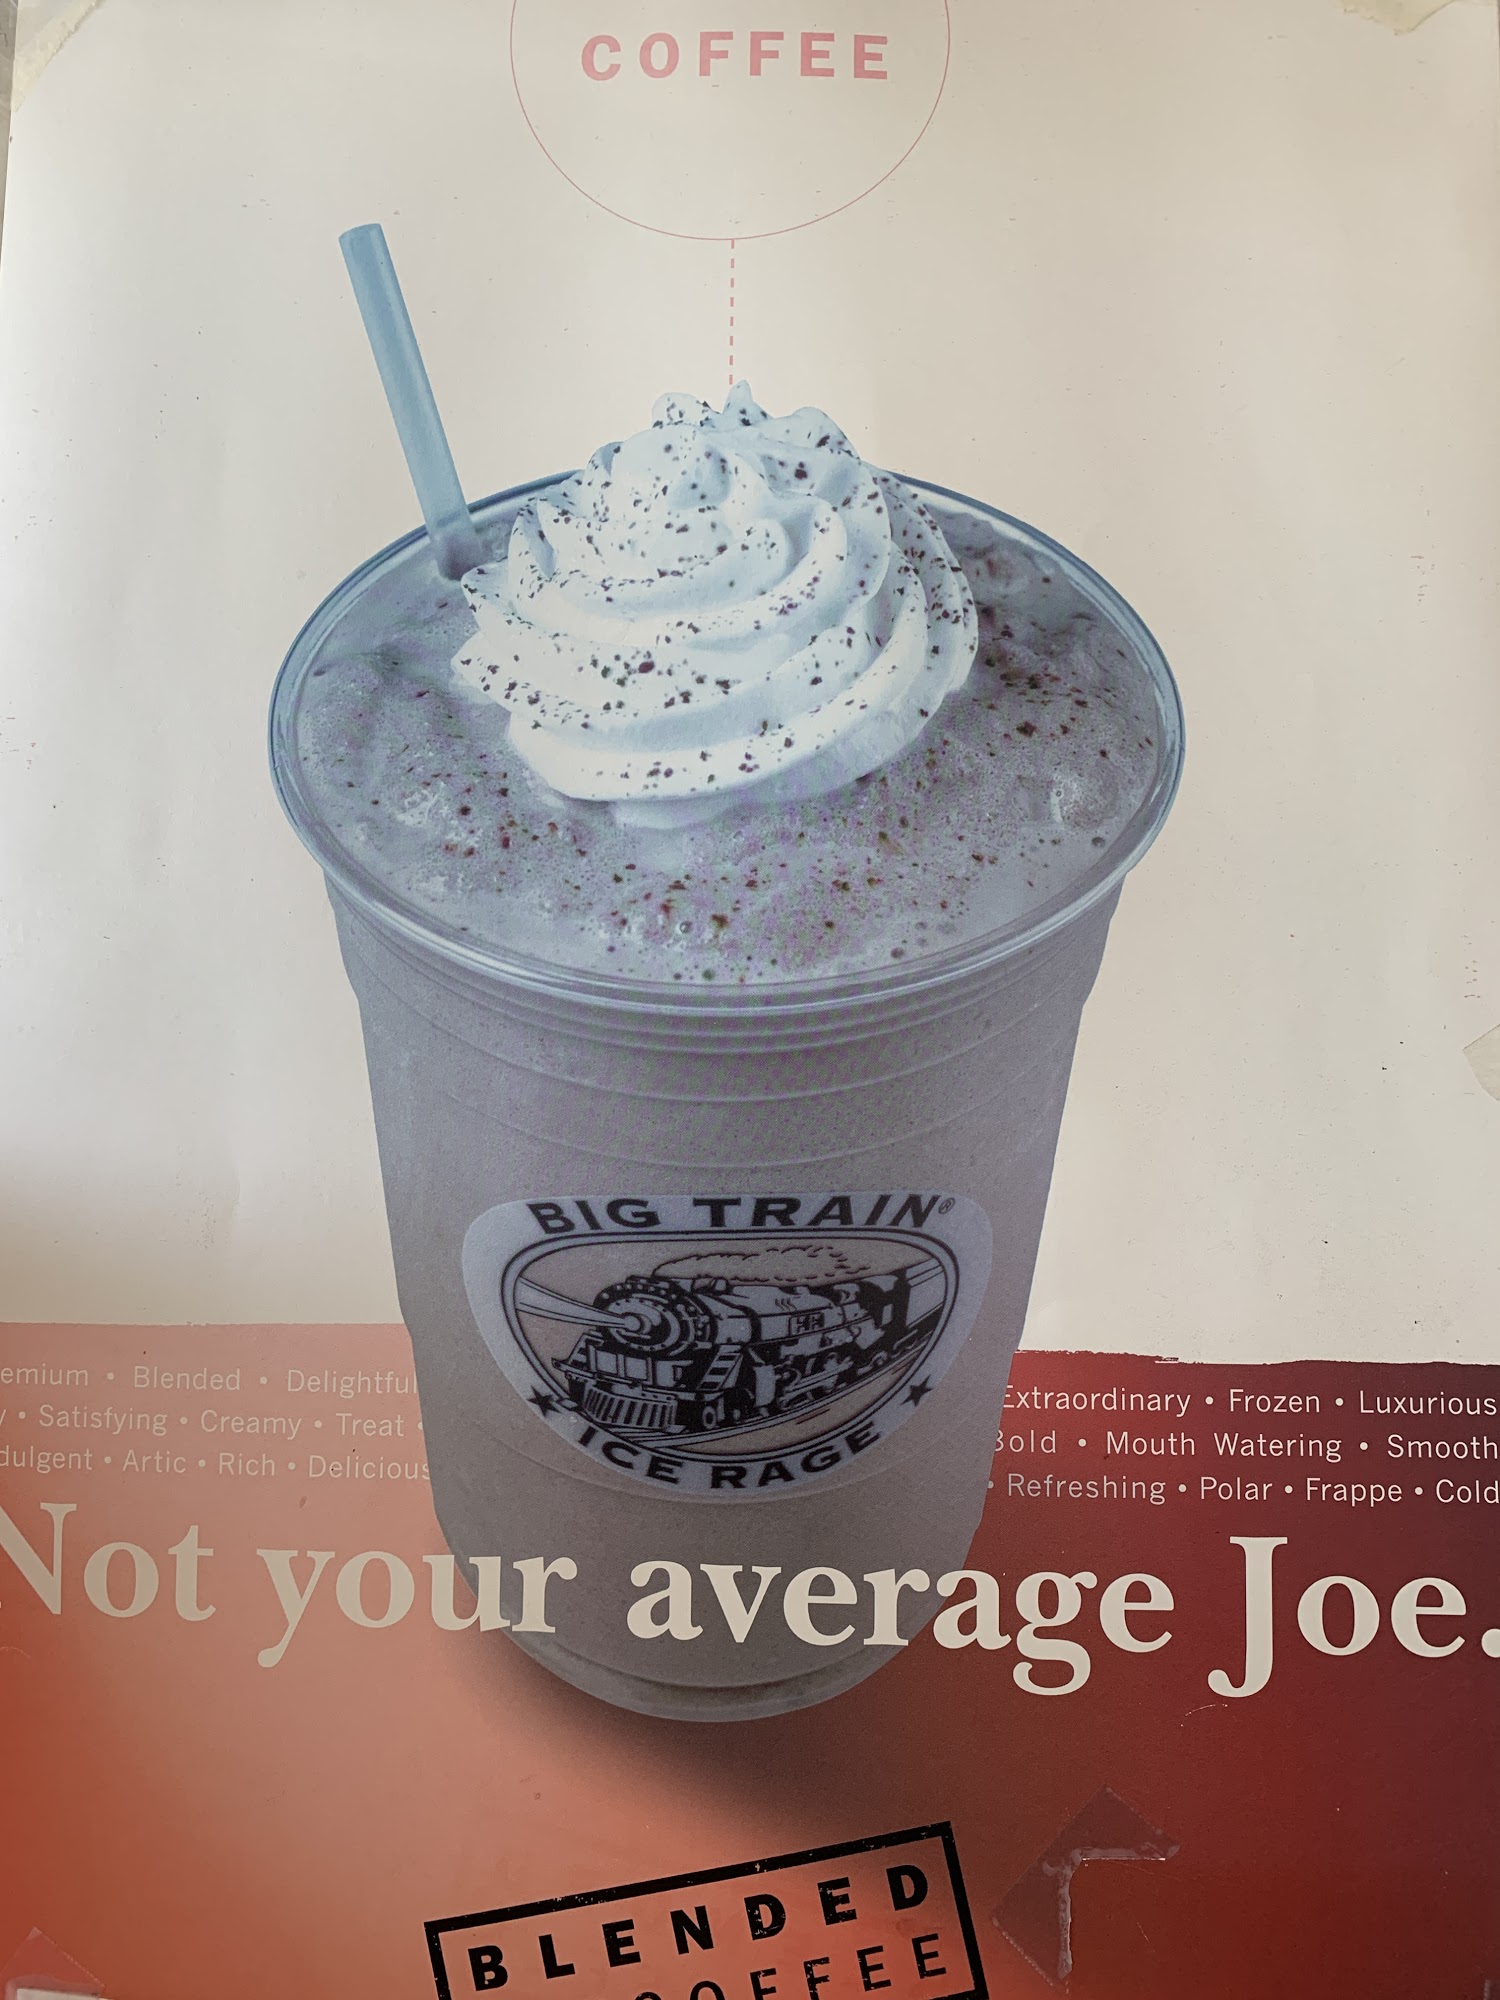 COFFEE
BIG TRAIN®
ICE RAGE
emium • Blended • Delightful
y • Satisfying • Creamy • Treat •
dulgent • Artic • Rich • Delicious
Extraordinary • Frozen • Luxurious
Bold • Mouth Watering • Smooth
• Refreshing • Polar • Frappe • Cold
Not your average Joe.
BLENDED
COFFEE